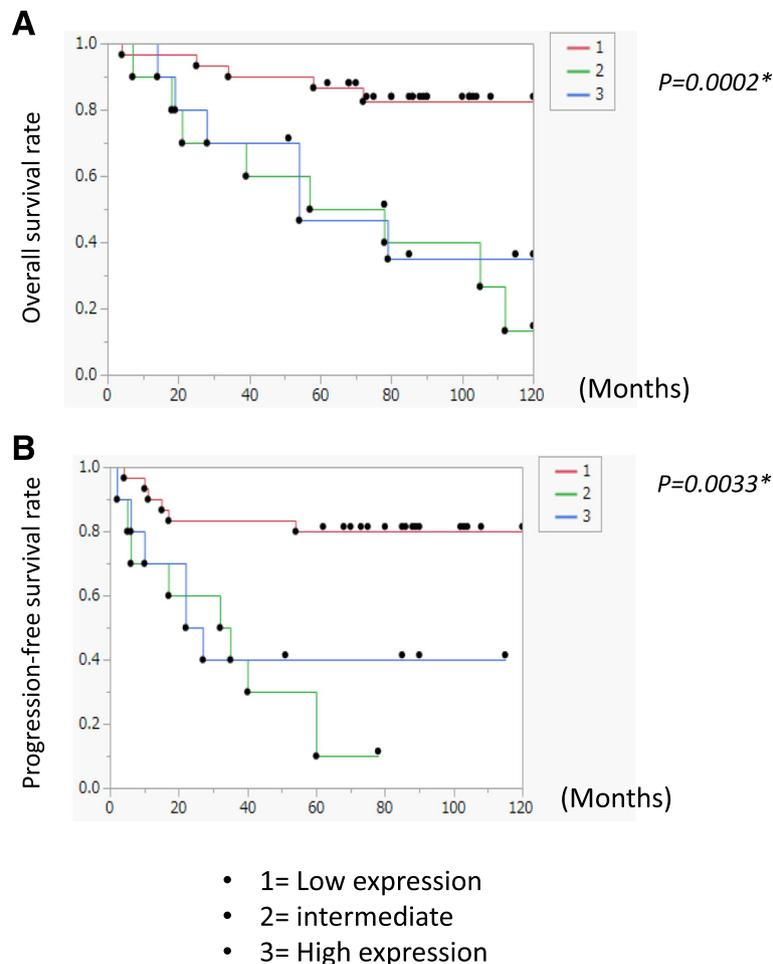 A
Overall survival rate
1.0
0.8
0.6
0.4
0.2
0.0
0 20 40 60 80 100 120
(Months)
1
2
3
P=0.0002*
B
Progression-free survival rate
1.0
0.8
0.6
0.4
0.2
0.0
0 20 40 60 80 100 120
(Months)
1
2
3
P=0.0033*
• 1= Low expression
• 2= intermediate
• 3= High expression